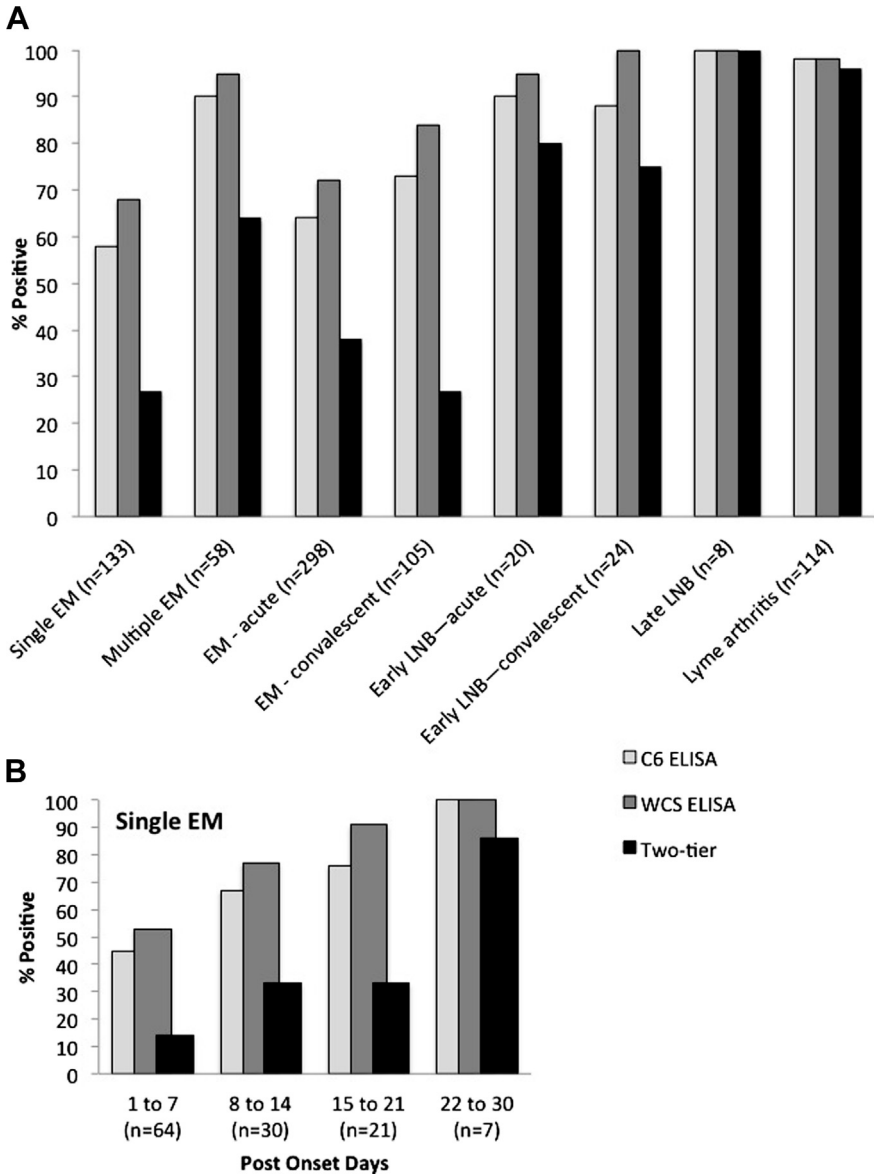 A
100
90
80
70
60
50
40
30
20
10
0
% Positive
Single EM (n=133)
Multiple EM (n=58)
EM - acute (n=298)
EM - convalescent (n=105)
Early LNB—acute (n=20)
Early LNB—convalescent (n=24)
Late LNB (n=8)
Lyme arthritis (n=114)
C6 ELISA
WCS ELISA
Two-tier
B
Single EM
100
90
80
70
60
50
40
30
20
10
0
% Positive
1 to 7
(n=64)
8 to 14
(n=30)
15 to 21
(n=21)
22 to 30
(n=7)
Post Onset Days